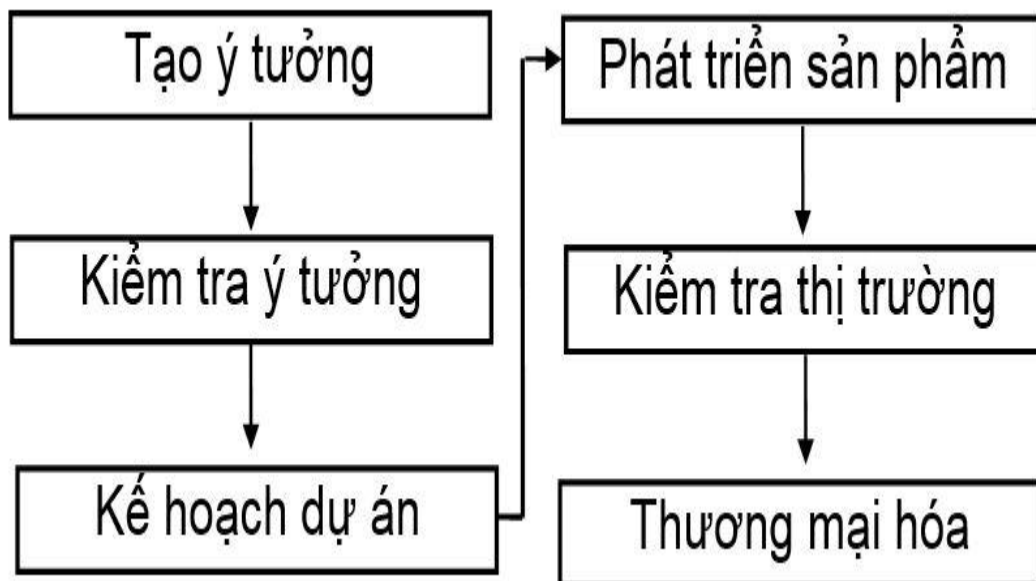 Tạo ý tưởng
Kiểm tra ý tưởng
Kế hoạch dự án
Phát triển sản phẩm
Kiểm tra thị trường
Thương mại hóa